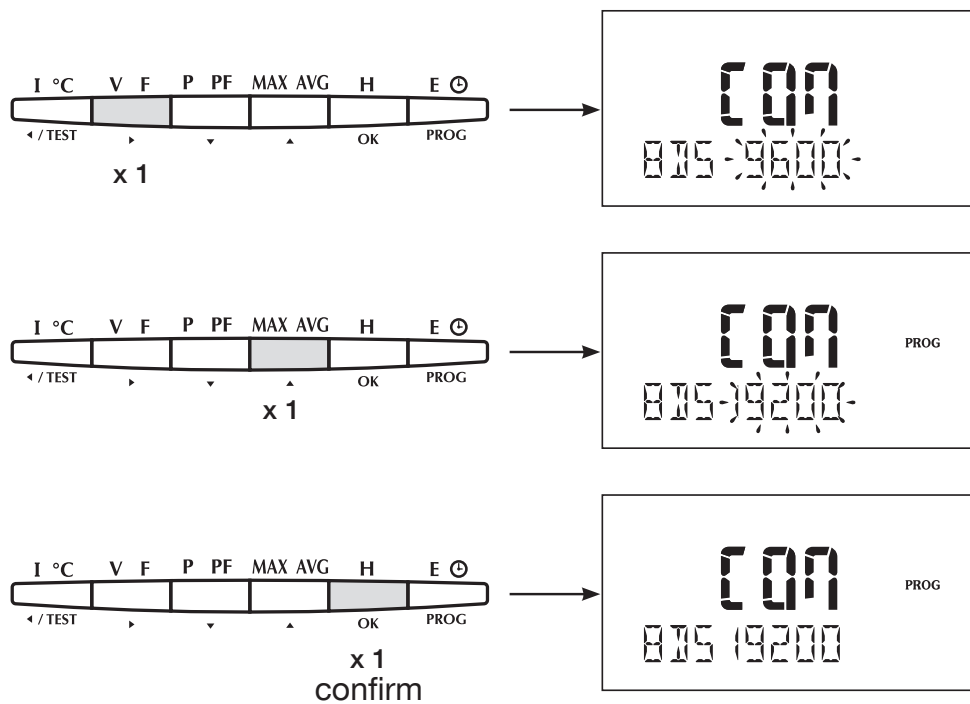 I °C V F P PF MAX AVG H E
◂ / TEST ▸ ▾ ▴ OK PROG
x 1
COM
BDS 9600
I °C V F P PF MAX AVG H E
◂ / TEST ▸ ▾ ▴ OK PROG
x 1
COM PROG
BDS 19200
I °C V F P PF MAX AVG H E
◂ / TEST ▸ ▾ ▴ OK PROG
x 1
confirm
COM PROG
BDS 19200